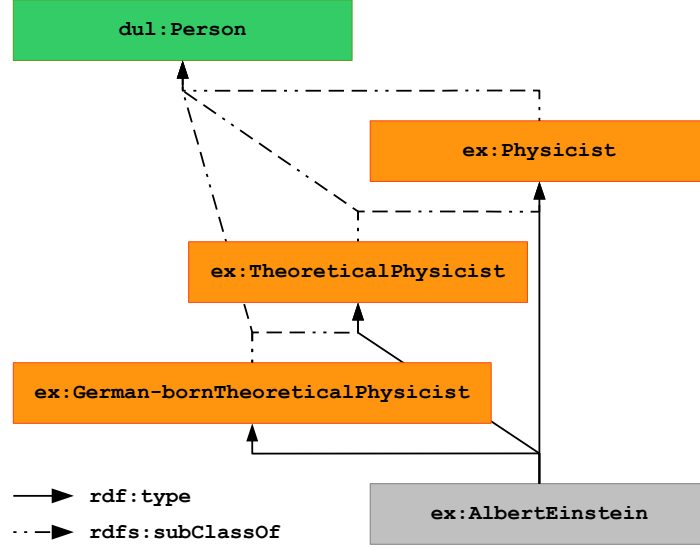 dul:Person
ex:Physicist
ex:TheoreticalPhysicist
ex:German-bornTheoreticalPhysicist
rdf:type
ex:AlbertEinstein
rdfs:subClassOf